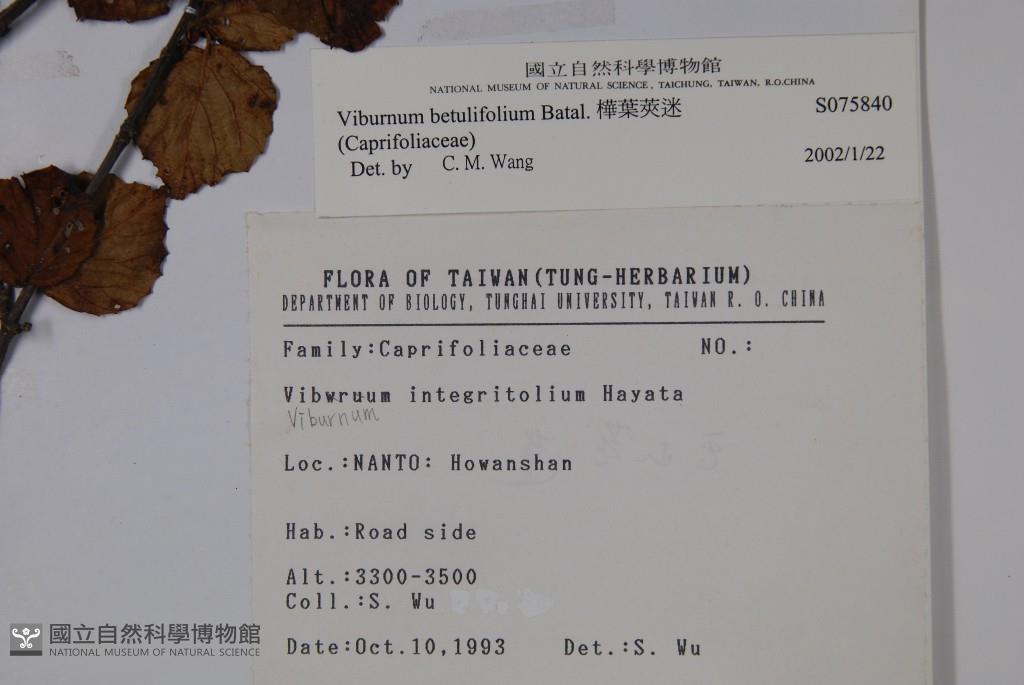 國立自然科學博物館
NATIONAL MUSEUM OF NATURAL SCIENCE, TAICHUNG, TAIWAN, R.O.CHINA
Viburnum betulifolium Batal. 樺葉莢迷 S075840
(Caprifoliaceae)
Det. by C. M. Wang 2002/1/22
FLORA OF TAIWAN(TUNG-HERBARIUM)
DEPARTMENT OF BIOLOGY, TUNGHAI UNIVERSITY, TAIWAN R. O. CHINA
Family:Caprifoliaceae NO.:
Vibwruum integritolium Hayata
Viburnum
Loc.:NANTO: Howanshan
Hab.:Road side
Alt.:3300-3500
Coll.:S. Wu
Date:Oct.10,1993 Det.:S. Wu
國立自然科學博物館
NATIONAL MUSEUM OF NATURAL SCIENCE